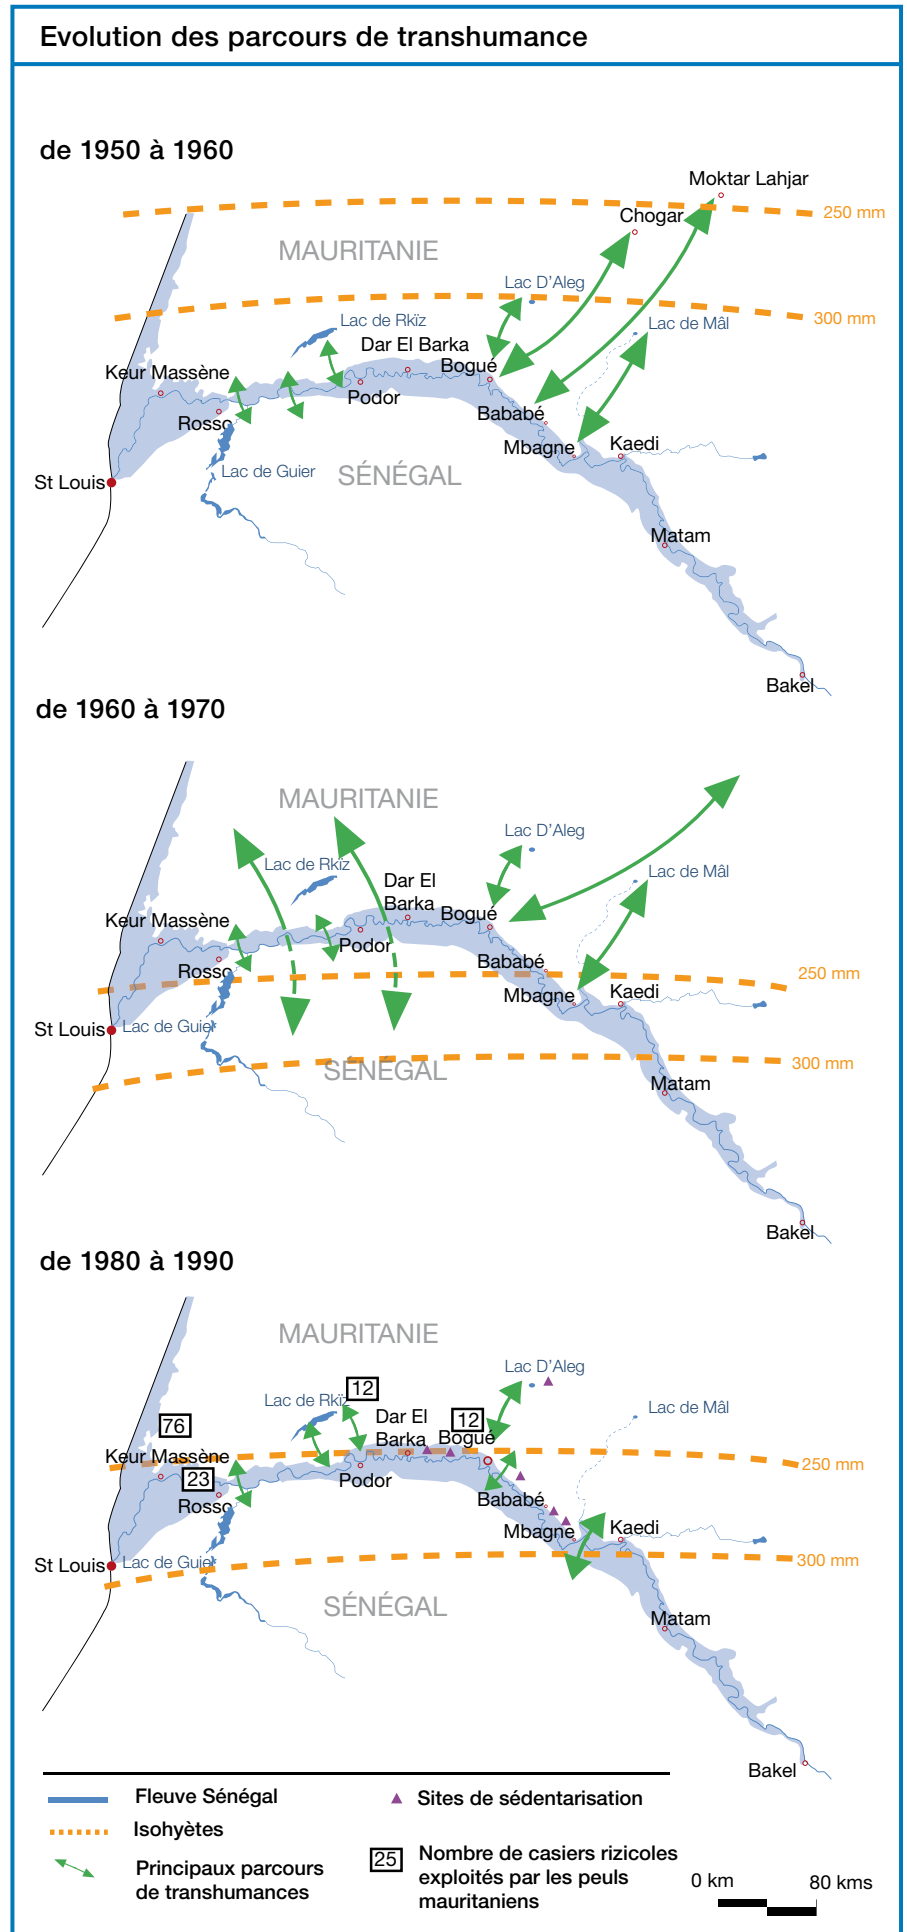 Evolution des parcours de transhumance
de 1950 à 1960
Moktar Lahjar
250 mm
Chogar
MAURITANIE
Lac D'Aleg
300 mm
Lac de Rkïz
Lac de Mâl
Dar El Barka
Keur Massène
Bogué
Podor
Rosso
Bababé
Mbagne
Kaedi
Lac de Guier
SÉNÉGAL
St Louis
Matam
Bakel
de 1960 à 1970
MAURITANIE
Lac D'Aleg
Lac de Rkïz
Lac de Mâl
Dar El
Barka
Bogué
Keur Massène
Podor
Rosso
Bababé
250 mm
Mbagne
Kaedi
St Louis
Lac de Guier
300 mm
SÉNÉGAL
Matam
Bakel
de 1980 à 1990
MAURITANIE
Lac D'Aleg
12
Lac de Rkïz
Lac de Mâl
76
Dar El
Barka
12
Bogué
Keur Massène
250 mm
23
Podor
Rosso
Bababé
Mbagne
Kaedi
St Louis
Lac de Guier
300 mm
SÉNÉGAL
Matam
Bakel
Fleuve Sénégal
Isohyètes
Principaux parcours
de transhumances
Sites de sédentarisation
25
Nombre de casiers rizicoles
exploités par les peuls
mauritaniens
0 km
80 kms